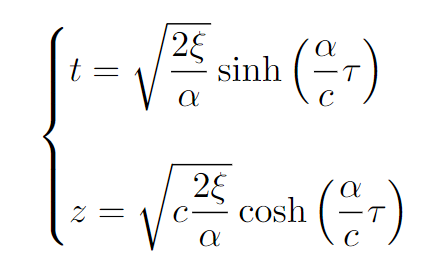 t = \sqrt{\frac{2\xi}{\alpha}} \sinh\left(\frac{\alpha}{c}\tau\right)
z = \sqrt{c\frac{2\xi}{\alpha}} \cosh\left(\frac{\alpha}{c}\tau\right)